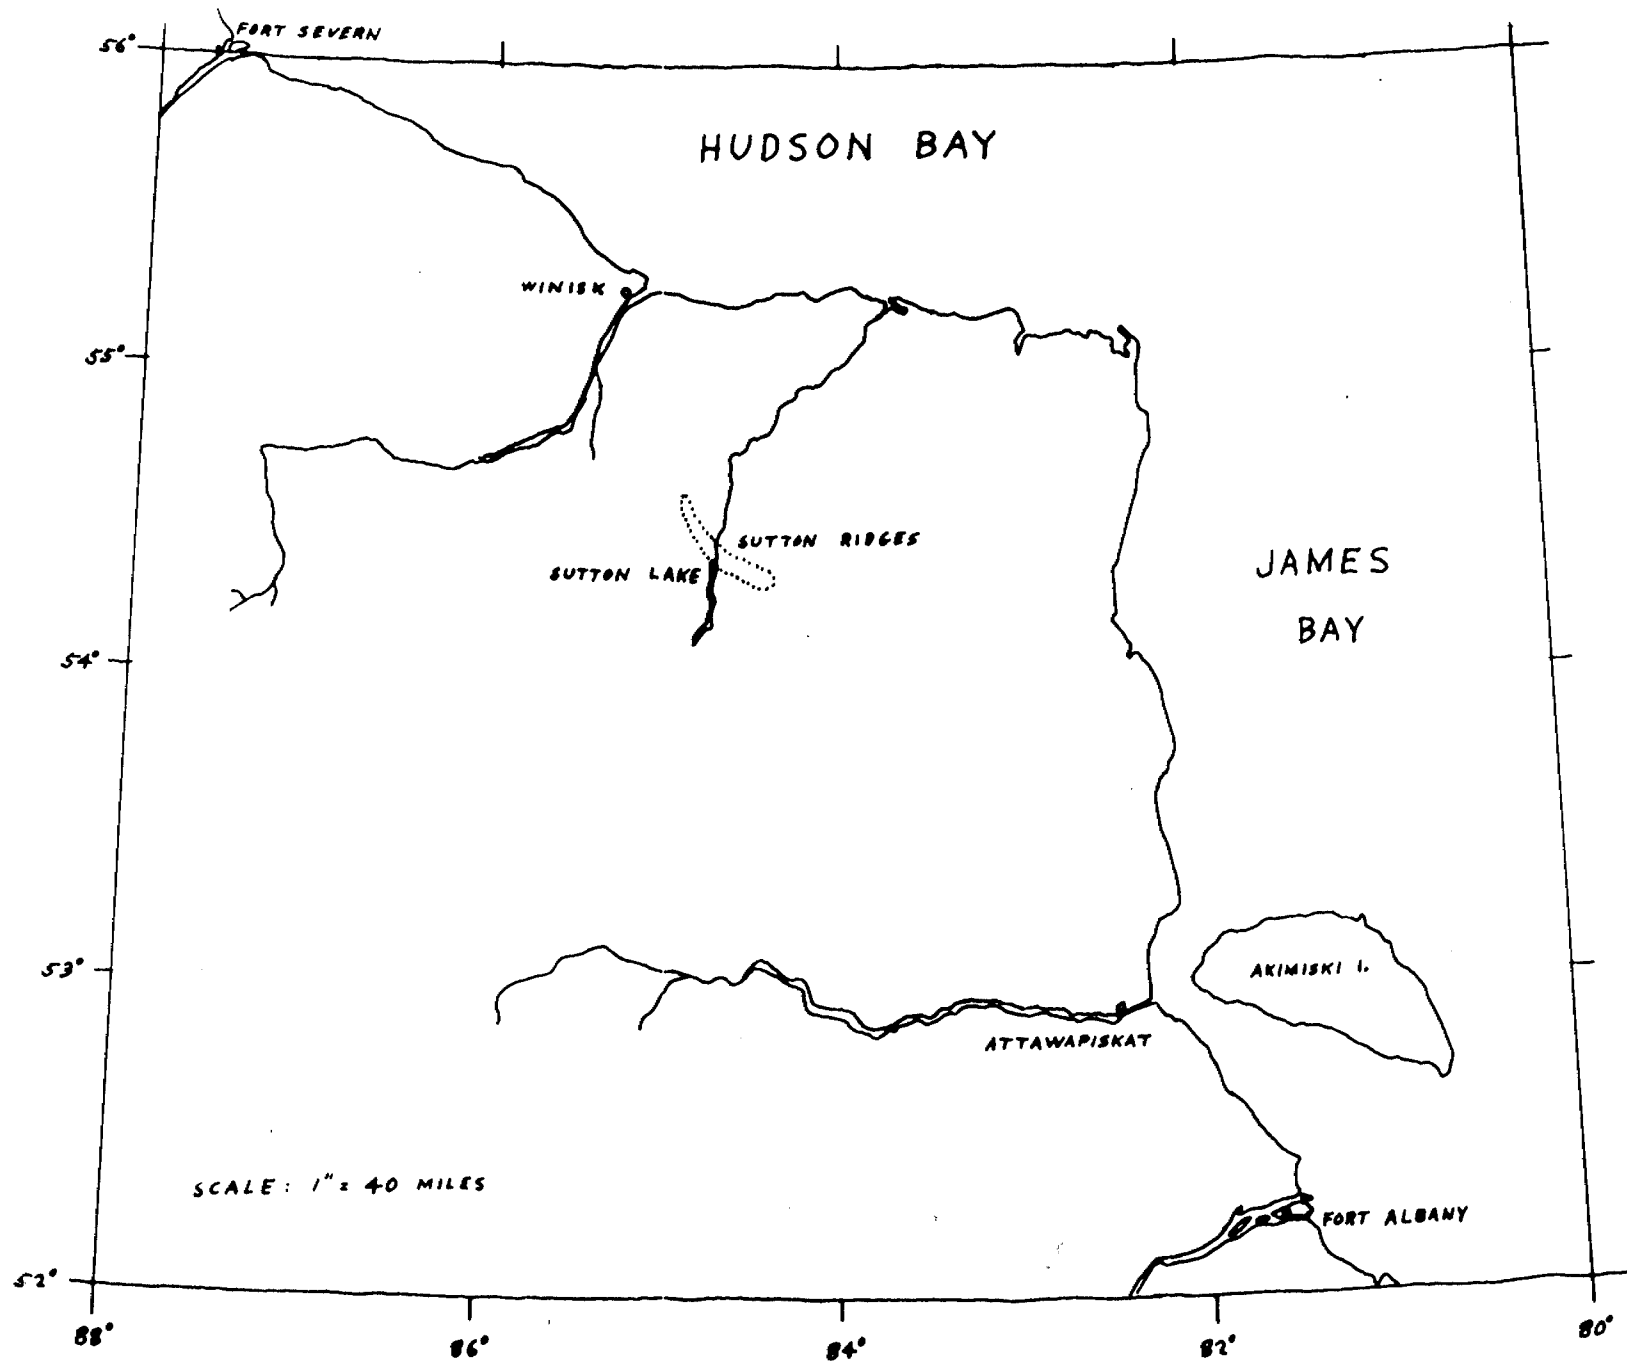 FORT SEVERN
56°
HUDSON BAY
WINISK
55°
SUTTON RIDGES
SUTTON LAKE
JAMES
BAY
54°
53°
AKIMISKI I.
ATTAWAPISKAT
SCALE: 1" = 40 MILES
FORT ALBANY
52°
88°
86°
84°
82°
80°